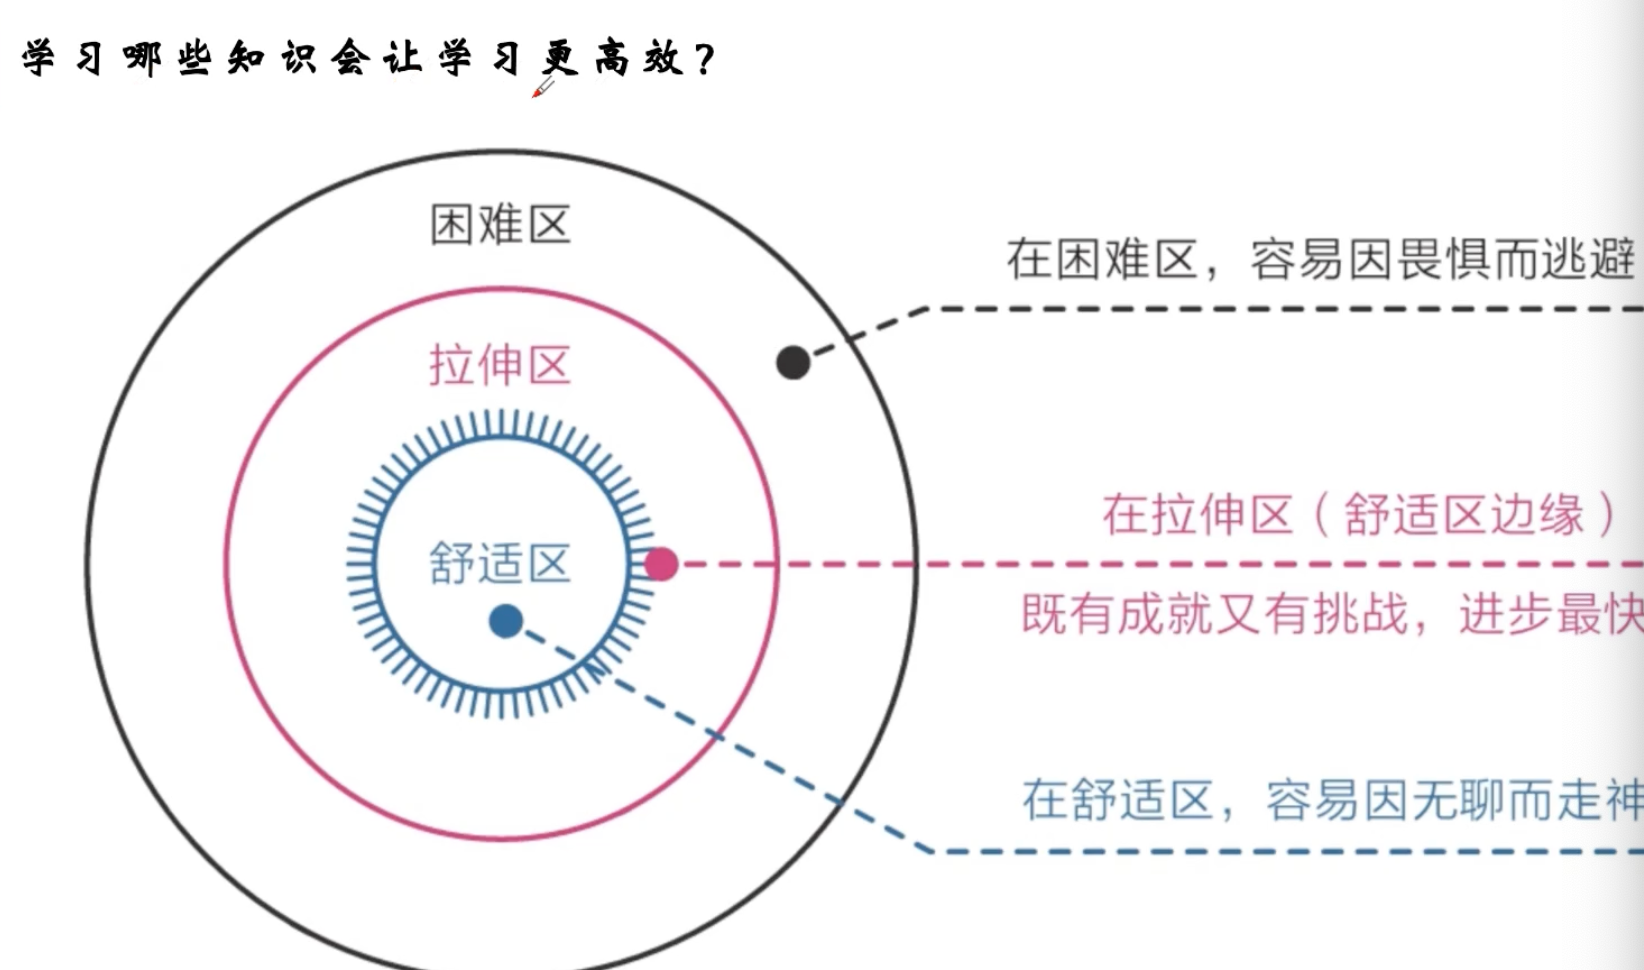 学习哪些知识会让学习更高效？
困难区
在困难区，容易因畏惧而逃避
拉伸区
在拉伸区（舒适区边缘）
舒适区
既有成就又有挑战，进步最快
在舒适区，容易因无聊而走神